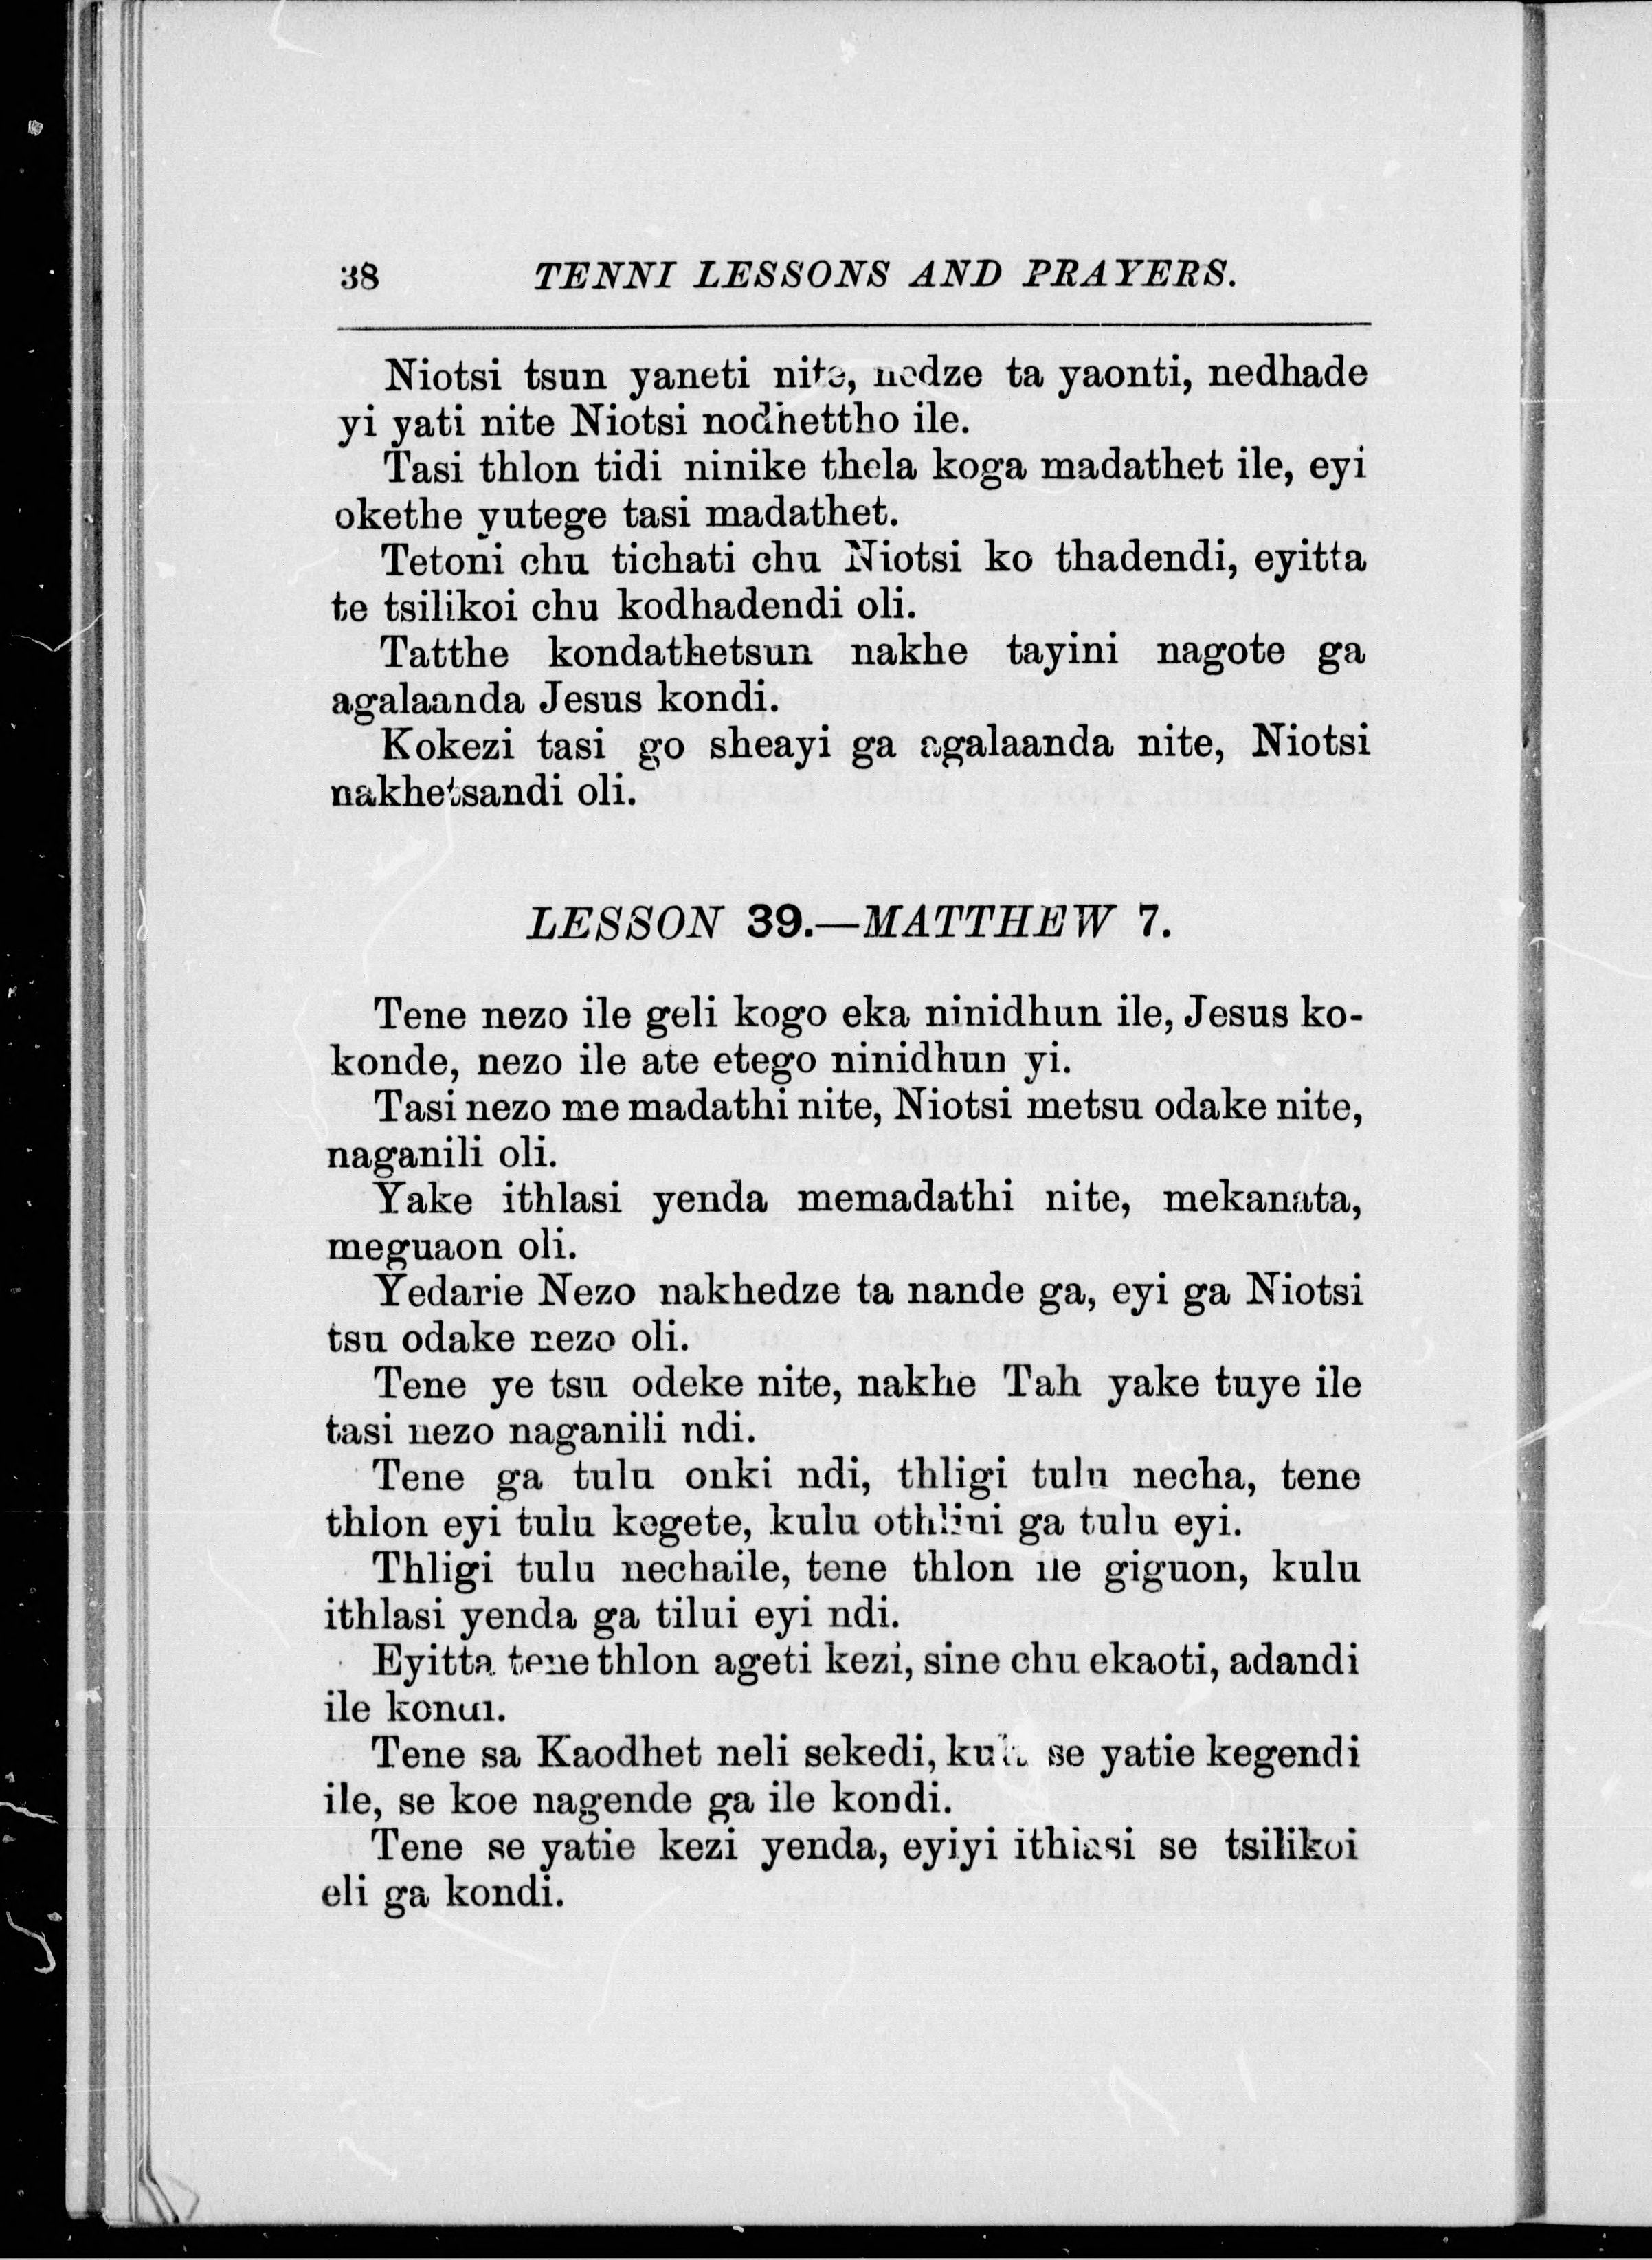 38 TENNI LESSONS AND PRAYERS.
Niotsi tsun yaneti nite, nedze ta yaonti, nedhade
yi yati nite Niotsi nodhettho ile.
Tasi thlon tidi ninike thela koga madathet ile, eyi
okethe yutege tasi madathet.
Tetoni chu tichati chu Niotsi ko thadendi, eyitta
te tsilikoi chu kodhadendi oli.
Tatthe kondathetsun nakhe tayini nagote ga
agalaanda Jesus kondi.
Kokezi tasi go sheayi ga agalaanda nite, Niotsi
nakhetsandi oli.
LESSON 39.—MATTHEW 7.
Tene nezo ile geli kogo eka ninidhun ile, Jesus ko-
konde, nezo ile ate etego ninidhun yi.
Tasi nezo me madathi nite, Niotsi metsu odake nite,
naganili oli.
Yake ithlasi yenda memadathi nite, mekanata,
meguaon oli.
Yedarie Nezo nakhedze ta nande ga, eyi ga Niotsi
tsu odake nezo oli.
Tene ye tsu odeke nite, nakhe Tah yake tuye ile
tasi nezo naganili ndi.
Tene ga tulu onki ndi, thligi tulu necha, tene
thlon eyi tulu kogete, kulu othlini ga tulu eyi.
Thligi tulu nechaile, tene thlon ile giguon, kulu
ithlasi yenda ga tilui eyi ndi.
Eyitta tene thlon ageti kezi, sine chu ekaoti, adandi
ile kondi.
Tene sa Kaodhet neli sekedi, kulu se yatie kegendi
ile, se koe nagende ga ile kondi.
Tene se yatie kezi yenda, eyiyi ithlasi se tsilikoi
eli ga kondi.